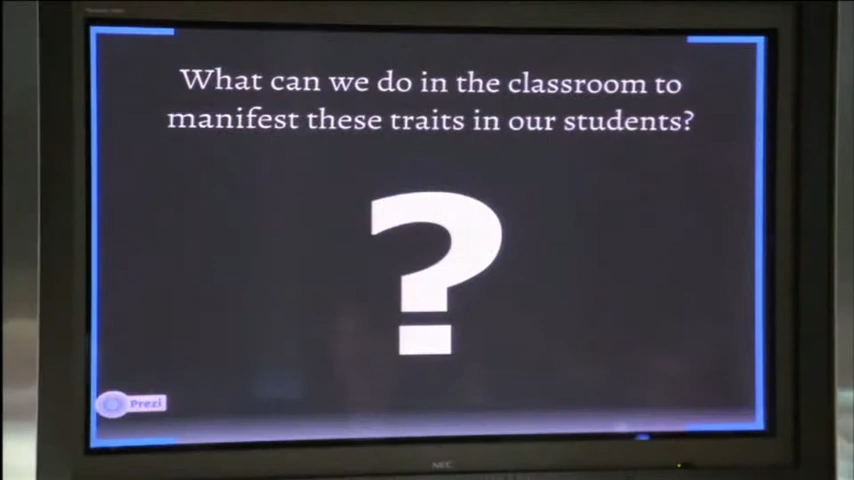 What can we do in the classroom to
manifest these traits in our students?
?
Prezi
NEC